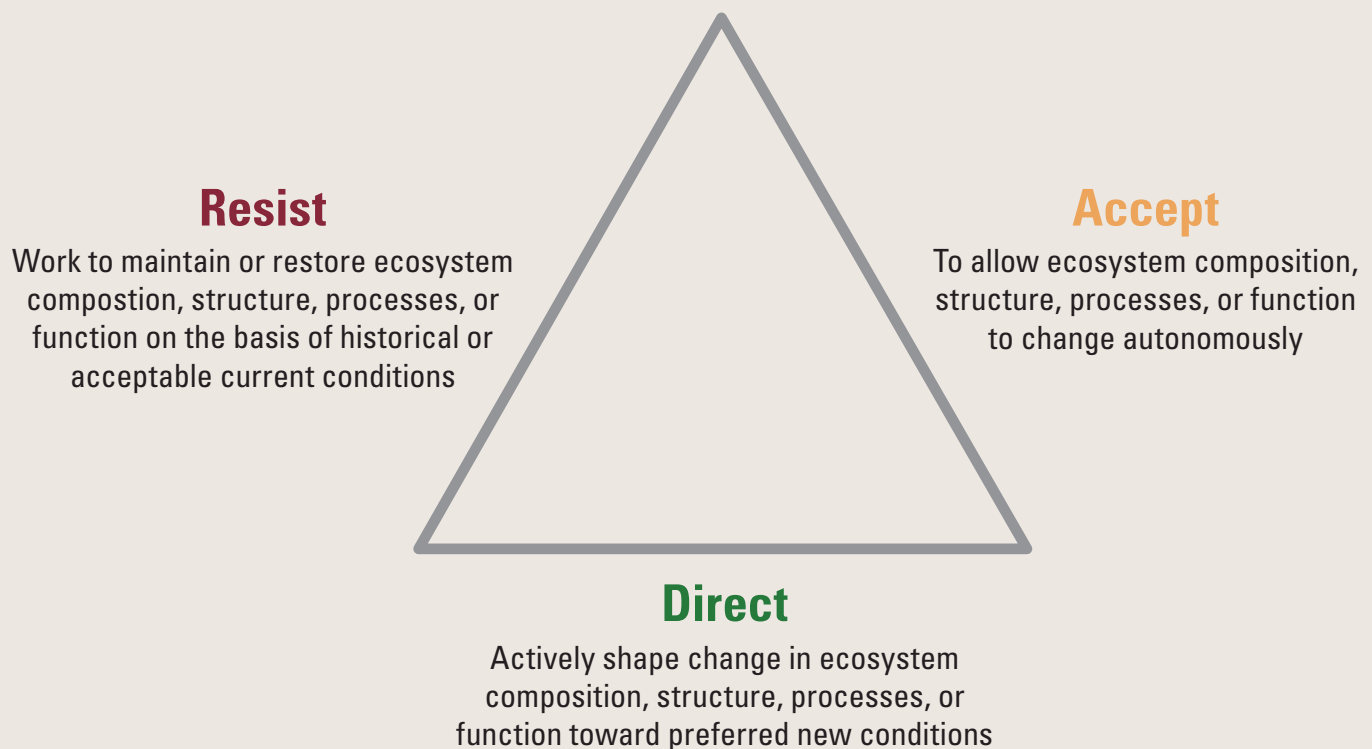 Resist
Work to maintain or restore ecosystem
compostion, structure, processes, or
function on the basis of historical or
acceptable current conditions
Accept
To allow ecosystem composition,
structure, processes, or function
to change autonomously
Direct
Actively shape change in ecosystem
composition, structure, processes, or
function toward preferred new conditions